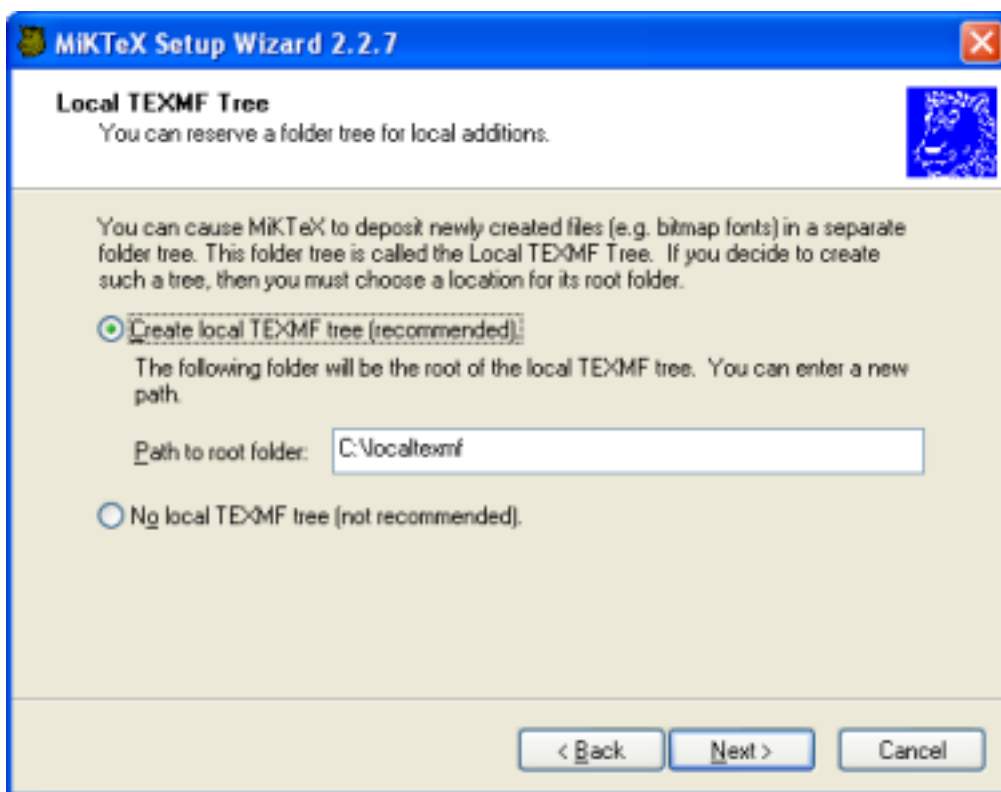 MiKTeX Setup Wizard 2.2.7
Local TEXMF Tree
You can reserve a folder tree for local additions.
You can cause MiKTeX to deposit newly created files (e.g. bitmap fonts) in a separate
folder tree. This folder tree is called the Local TEXMF Tree. If you decide to create
such a tree, then you must choose a location for its root folder.
Create local TEXMF tree (recommended).
The following folder will be the root of the local TEXMF tree. You can enter a new
path.
Path to root folder: C:\localtexmf
No local TEXMF tree (not recommended).
< Back Next > Cancel